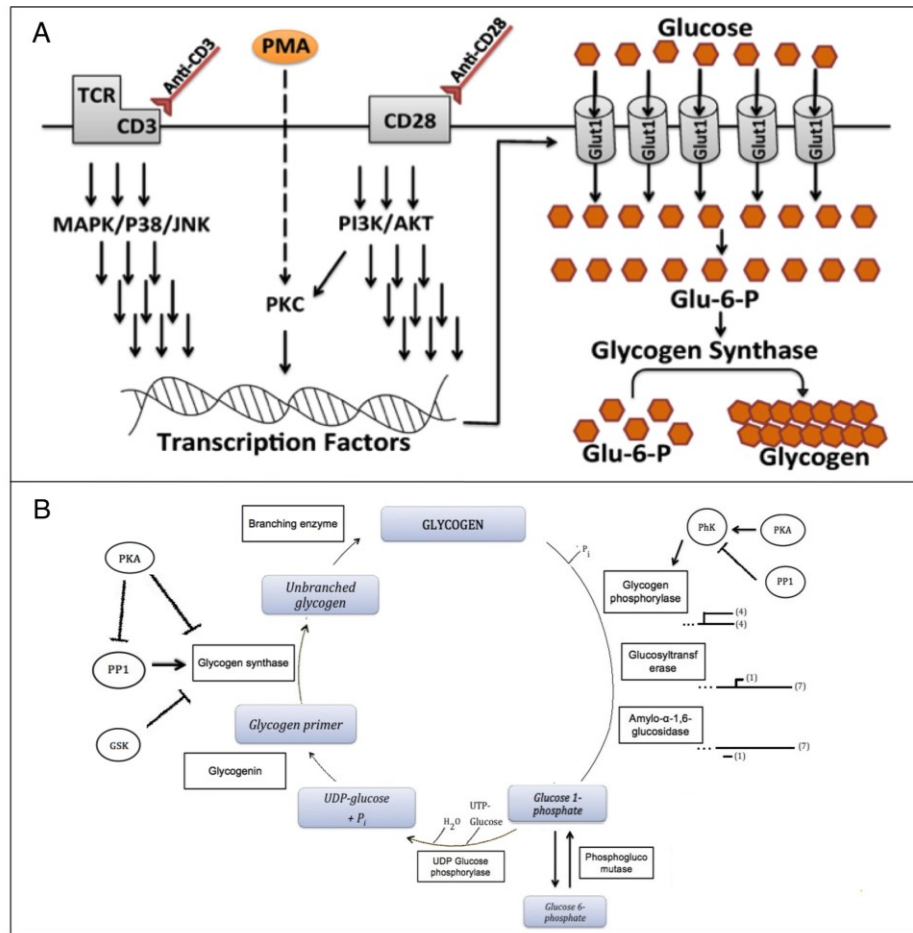 A
Anti-CD3
PMA
Anti-CD28
Glucose
TCR
CD3
CD28
Glut1
Glut1
Glut1
Glut1
Glut1
MAPK/P38/JNK
PI3K/AKT
PKC
Glu-6-P
Glycogen Synthase
Transcription Factors
Glu-6-P
Glycogen
B
Branching enzyme
GLYCOGEN
PhK
PKA
Pi
PKA
PP1
Unbranched
glycogen
Glycogen
phosphorylase
(4)
... (4)
PP1
Glycogen synthase
Glucosyltransf
erase
(1)
... (7)
GSK
Glycogen primer
Amylo-α-1,6-
glucosidase
... (7)
(1)
Glycogenin
UDP-glucose
+ Pi
H2O
UTP-
Glucose
Glucose 1-
phosphate
UDP Glucose
phosphorylase
Phosphogluco
mutase
Glucose 6-
phosphate